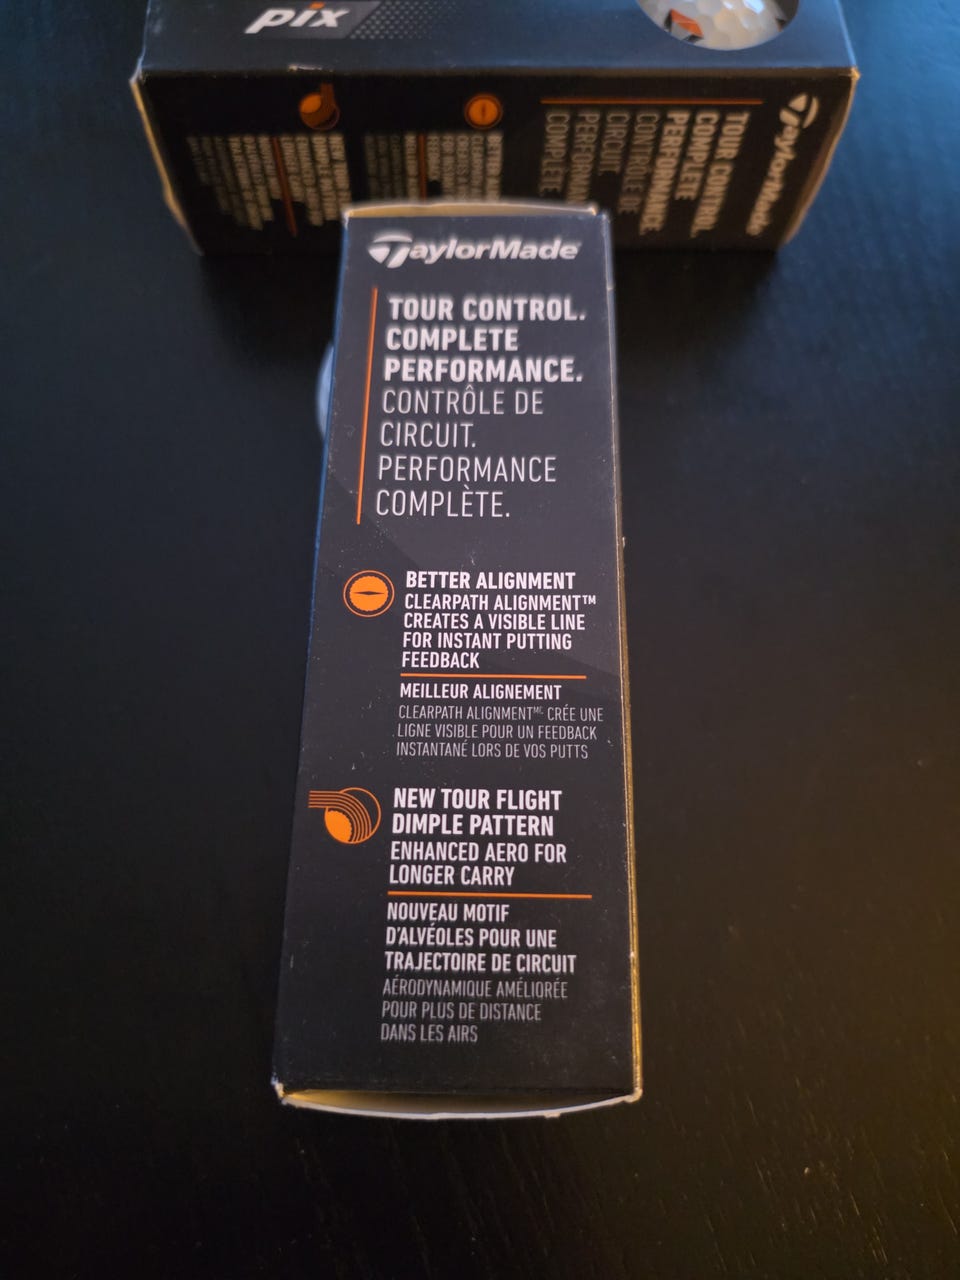 pix
TaylorMade
TOUR CONTROL.
COMPLETE
PERFORMANCE.
CONTRÔLE DE
CIRCUIT.
PERFORMANCE
COMPLÈTE.
TaylorMade
TOUR CONTROL.
COMPLETE
PERFORMANCE.
CONTRÔLE DE
CIRCUIT.
PERFORMANCE
COMPLÈTE.
BETTER ALIGNMENT
CLEARPATH ALIGNMENT™
CREATES A VISIBLE LINE
FOR INSTANT PUTTING
FEEDBACK
MEILLEUR ALIGNEMENT
CLEARPATH ALIGNMENTᴹᶜ CRÉE UNE
LIGNE VISIBLE POUR UN FEEDBACK
INSTANTANÉ LORS DE VOS PUTTS
NEW TOUR FLIGHT
DIMPLE PATTERN
ENHANCED AERO FOR
LONGER CARRY
NOUVEAU MOTIF
D'ALVÉOLES POUR UNE
TRAJECTOIRE DE CIRCUIT
AÉRODYNAMIQUE AMÉLIORÉE
POUR PLUS DE DISTANCE
DANS LES AIRS